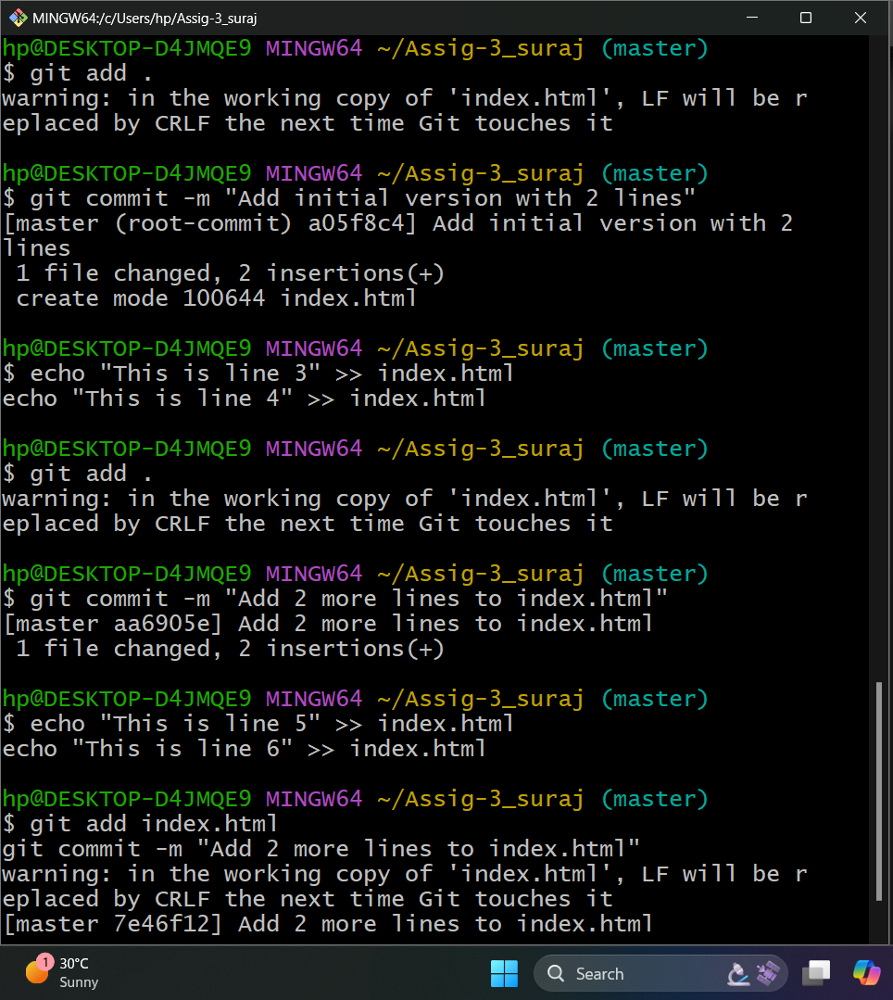 MINGW64:/c/Users/hp/Assig-3_suraj
hp@DESKTOP-D4JMQE9 MINGW64 ~/Assig-3_suraj (master)
$ git add .
warning: in the working copy of 'index.html', LF will be r
eplaced by CRLF the next time Git touches it
hp@DESKTOP-D4JMQE9 MINGW64 ~/Assig-3_suraj (master)
$ git commit -m "Add initial version with 2 lines"
[master (root-commit) a05f8c4] Add initial version with 2
lines
 1 file changed, 2 insertions(+)
 create mode 100644 index.html
hp@DESKTOP-D4JMQE9 MINGW64 ~/Assig-3_suraj (master)
$ echo "This is line 3" >> index.html
echo "This is line 4" >> index.html
hp@DESKTOP-D4JMQE9 MINGW64 ~/Assig-3_suraj (master)
$ git add .
warning: in the working copy of 'index.html', LF will be r
eplaced by CRLF the next time Git touches it
hp@DESKTOP-D4JMQE9 MINGW64 ~/Assig-3_suraj (master)
$ git commit -m "Add 2 more lines to index.html"
[master aa6905e] Add 2 more lines to index.html
 1 file changed, 2 insertions(+)
hp@DESKTOP-D4JMQE9 MINGW64 ~/Assig-3_suraj (master)
$ echo "This is line 5" >> index.html
echo "This is line 6" >> index.html
hp@DESKTOP-D4JMQE9 MINGW64 ~/Assig-3_suraj (master)
$ git add index.html
git commit -m "Add 2 more lines to index.html"
warning: in the working copy of 'index.html', LF will be r
eplaced by CRLF the next time Git touches it
[master 7e46f12] Add 2 more lines to index.html
1
30°C
Sunny
Search